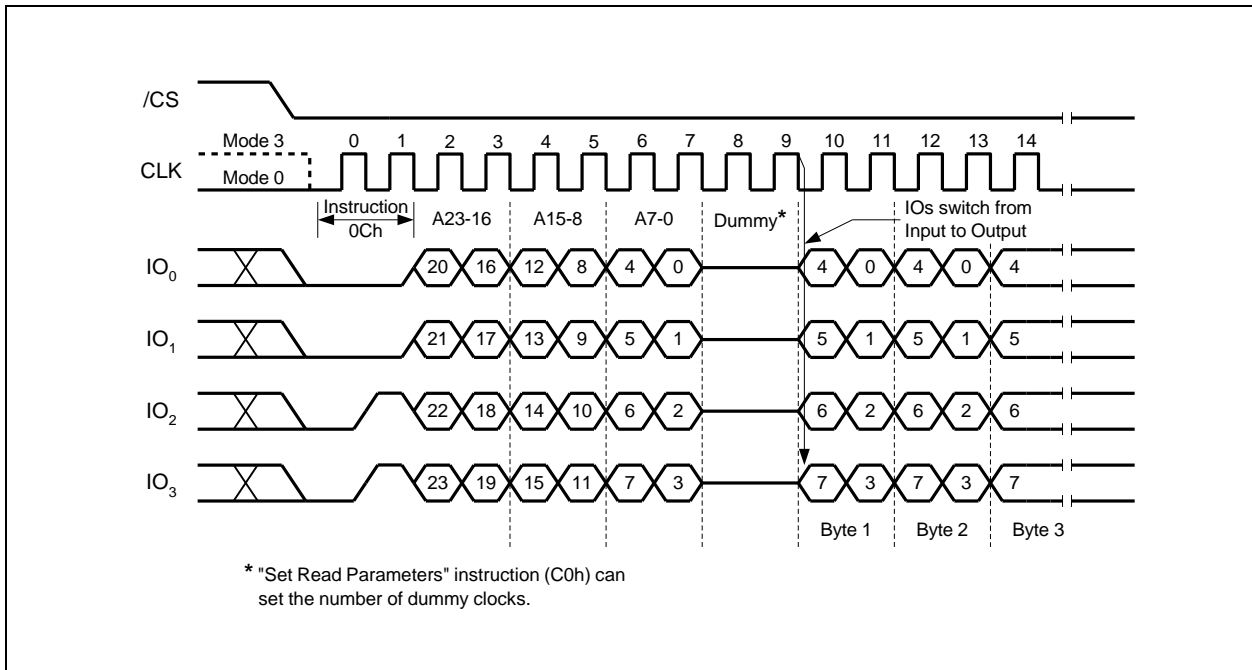 /CS
Mode 3 0 1 2 3 4 5 6 7 8 9 10 11 12 13 14
CLK
Mode 0
Instruction A23-16 A15-8 A7-0 Dummy* IOs switch from
0Ch Input to Output
IO0 20 16 12 8 4 0 4 0 4 0 4
IO1 21 17 13 9 5 1 5 1 5 1 5
IO2 22 18 14 10 6 2 6 2 6 2 6
IO3 23 19 15 11 7 3 7 3 7 3 7
Byte 1 Byte 2 Byte 3
* "Set Read Parameters" instruction (C0h) can
set the number of dummy clocks.